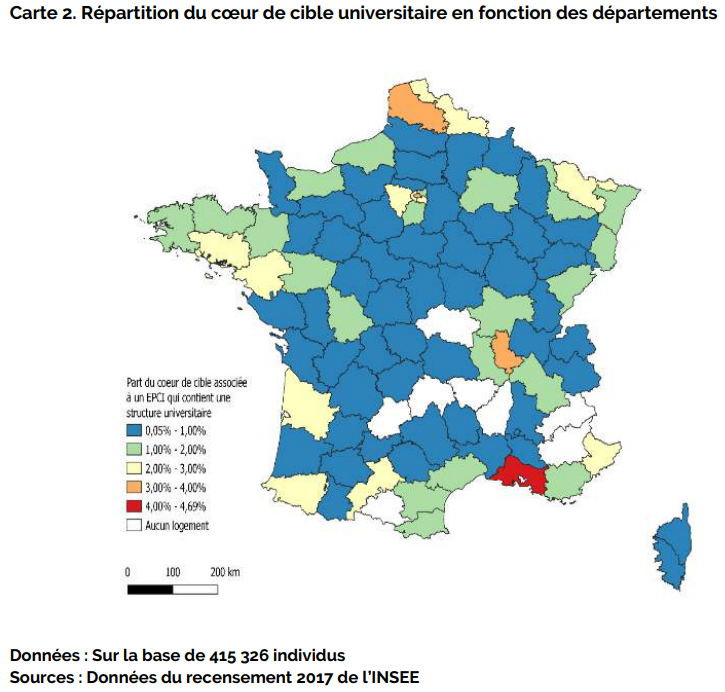 Carte 2. Répartition du cœur de cible universitaire en fonction des départements
Part du coeur de cible associée
à un EPCI qui contient une
structure universitaire
0,05% - 1,00%
1,00% - 2,00%
2,00% - 3,00%
3,00% - 4,00%
4,00% - 4,69%
Aucun logement
0 100 200 km
Données : Sur la base de 415 326 individus
Sources : Données du recensement 2017 de l'INSEE